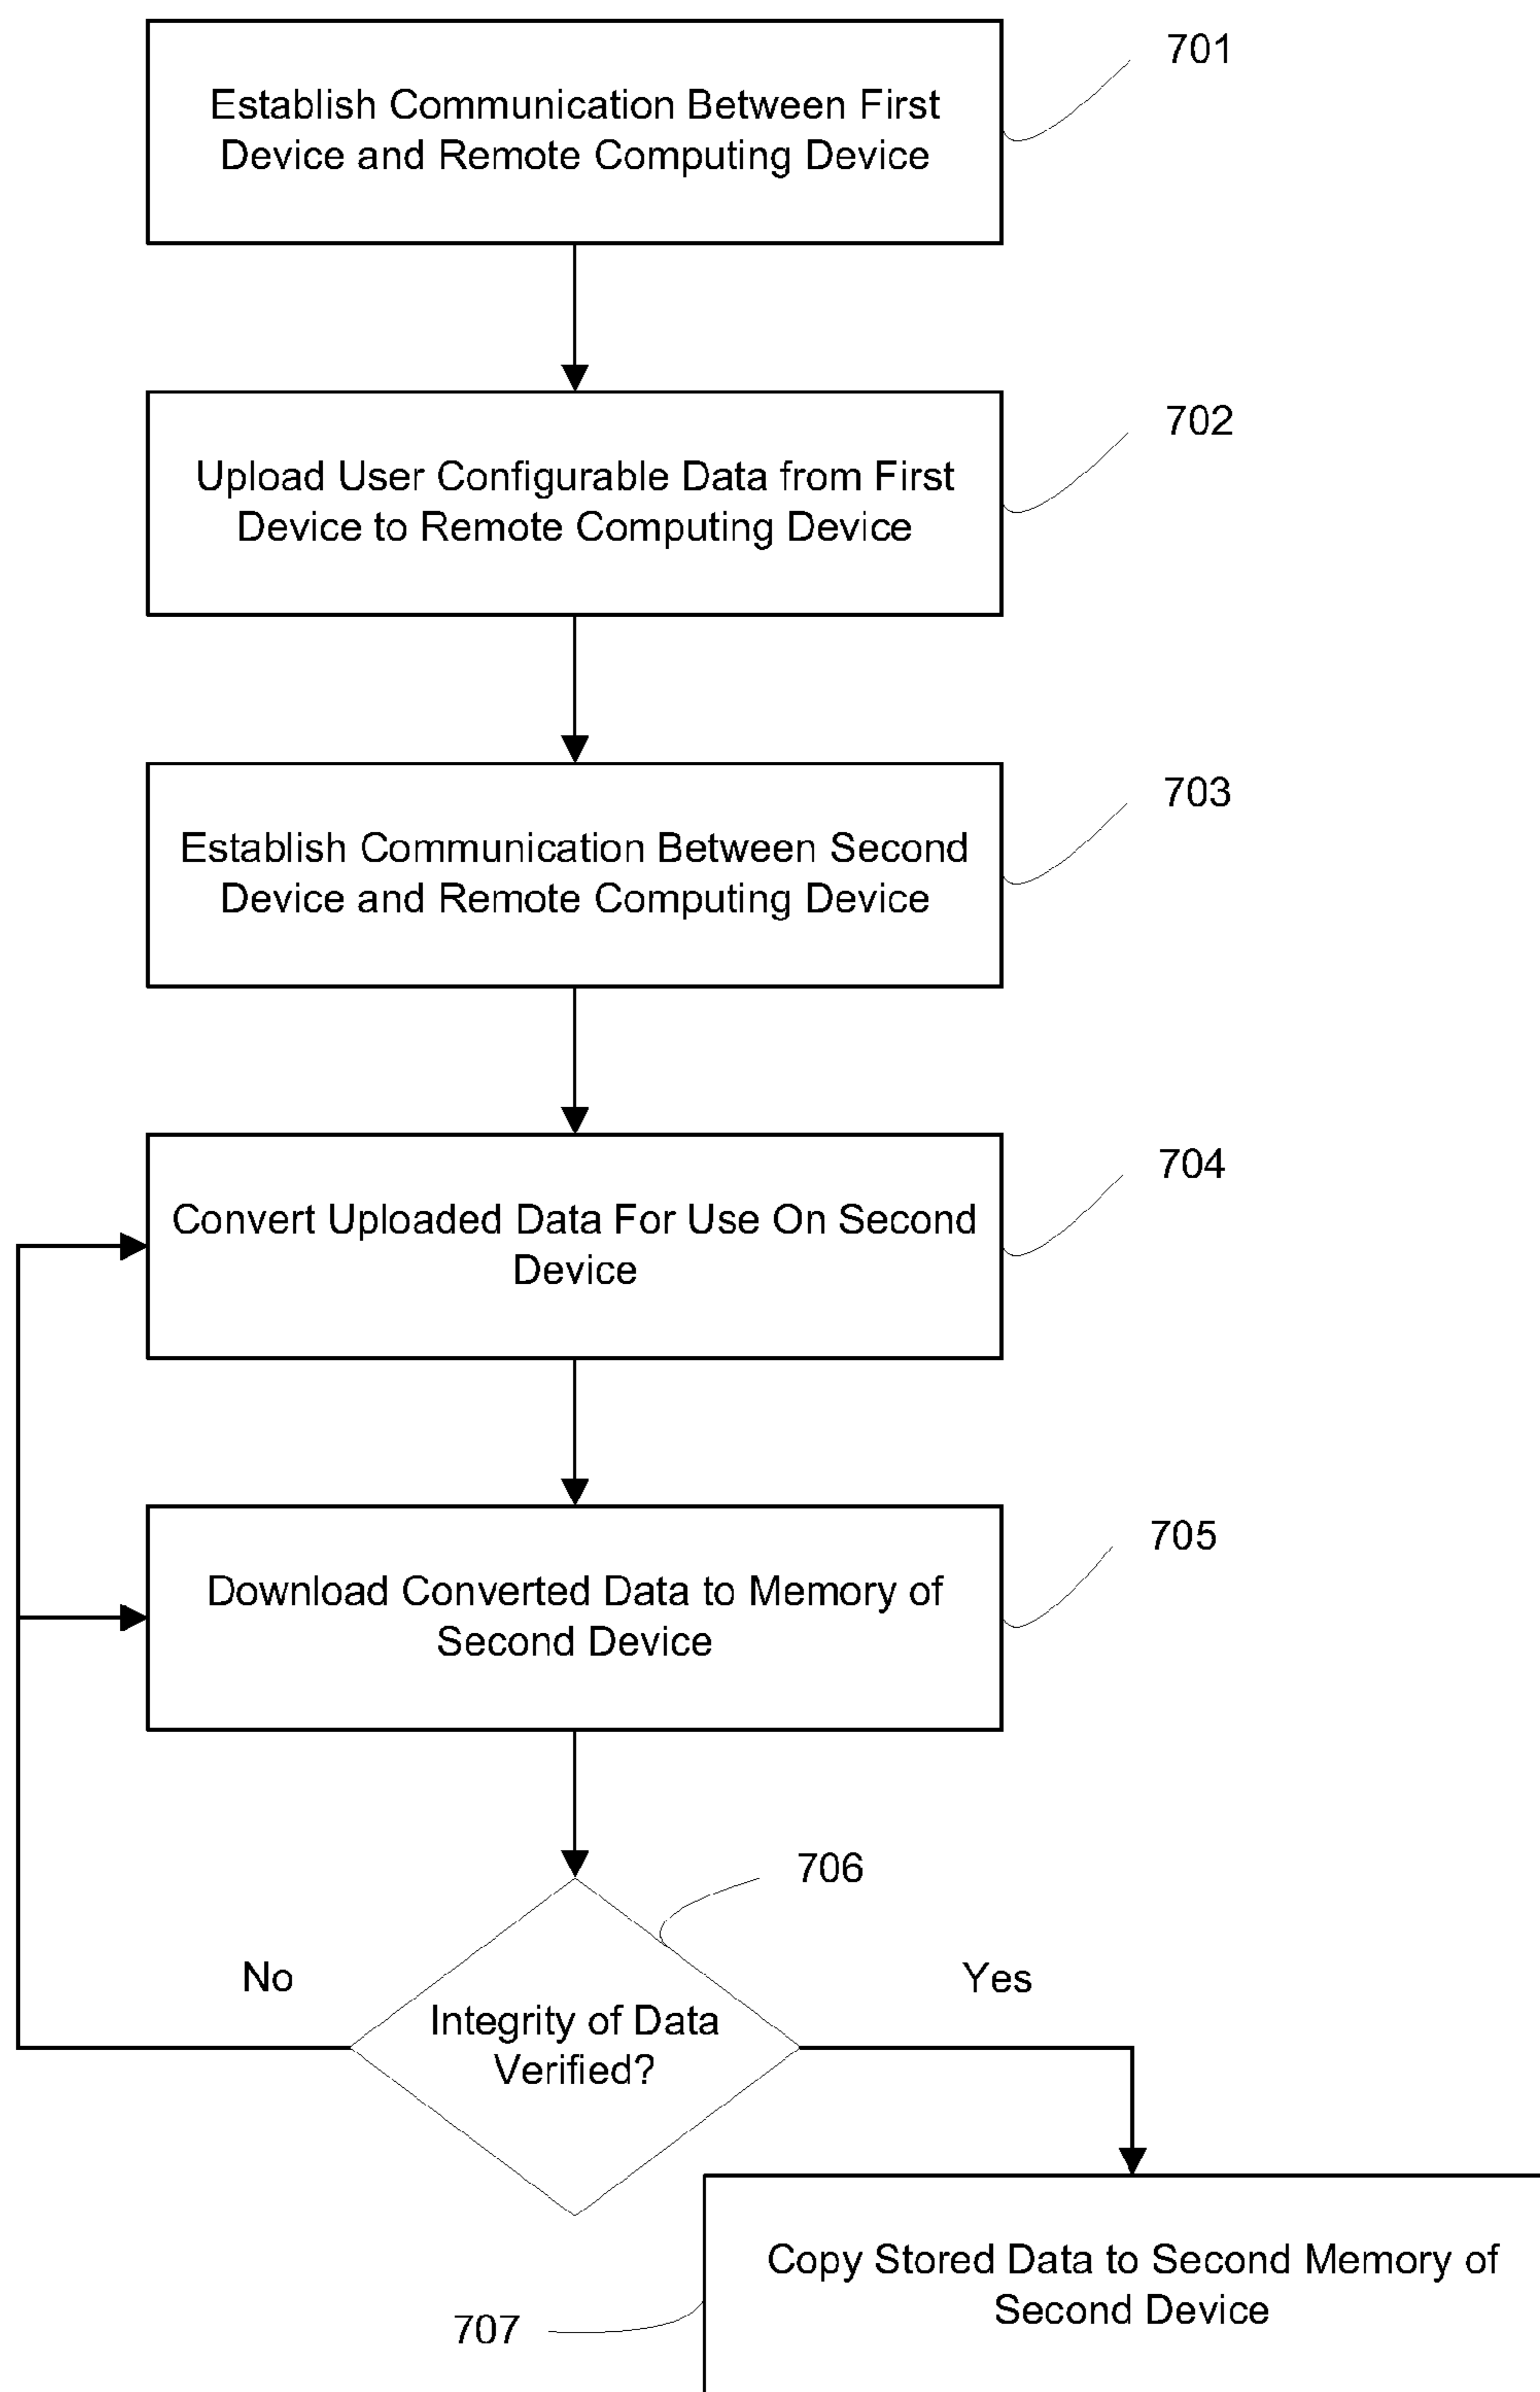 701
Establish Communication Between First
Device and Remote Computing Device
702
Upload User Configurable Data from First
Device to Remote Computing Device
703
Establish Communication Between Second
Device and Remote Computing Device
704
Convert Uploaded Data For Use On Second
Device
705
Download Converted Data to Memory of
Second Device
706
No
Yes
Integrity of Data
Verified?
Copy Stored Data to Second Memory of
Second Device
707